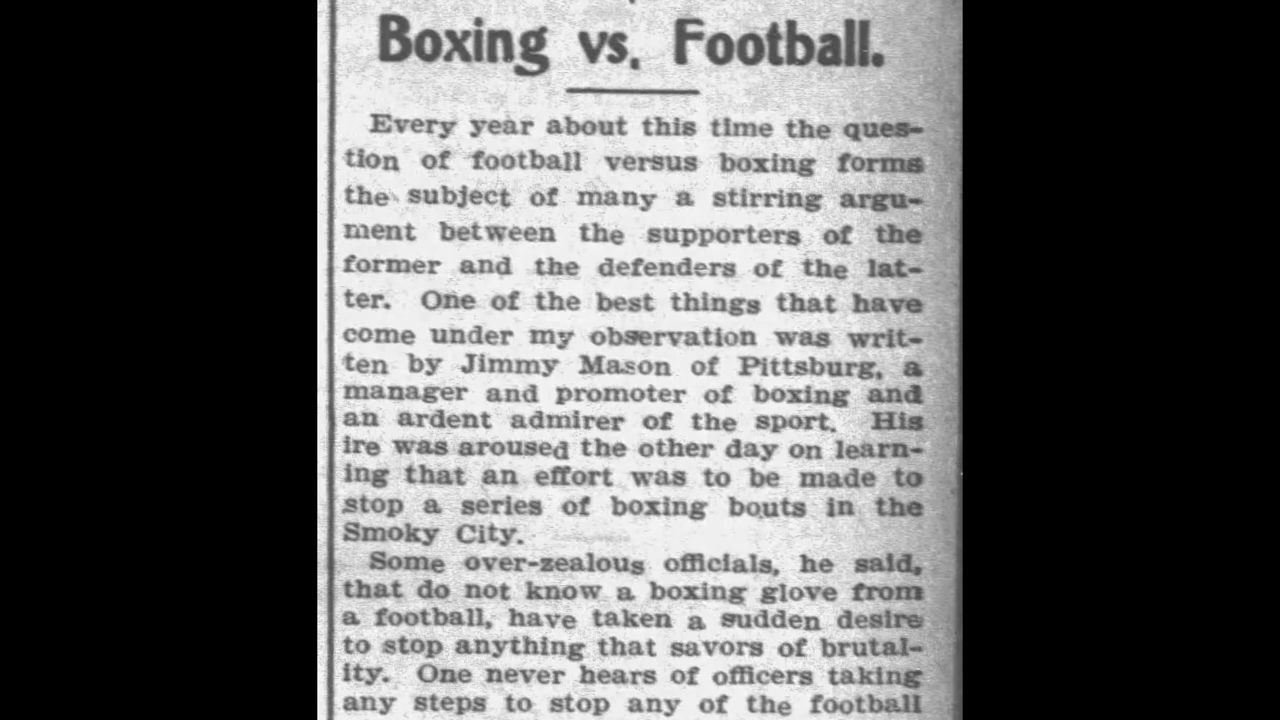 Boxing vs. Football.
Every year about this time the ques-
tion of football versus boxing forms
the subject of many a stirring argu-
ment between the supporters of the
former and the defenders of the lat-
ter. One of the best things that have
come under my observation was writ-
ten by Jimmy Mason of Pittsburg, a
manager and promoter of boxing and
an ardent admirer of the sport. His
ire was aroused the other day on learn-
ing that an effort was to be made to
stop a series of boxing bouts in the
Smoky City.
Some over-zealous officials, he said,
that do not know a boxing glove from
a football, have taken a sudden desire
to stop anything that savors of brutal-
ity. One never hears of officers taking
any steps to stop any of the football